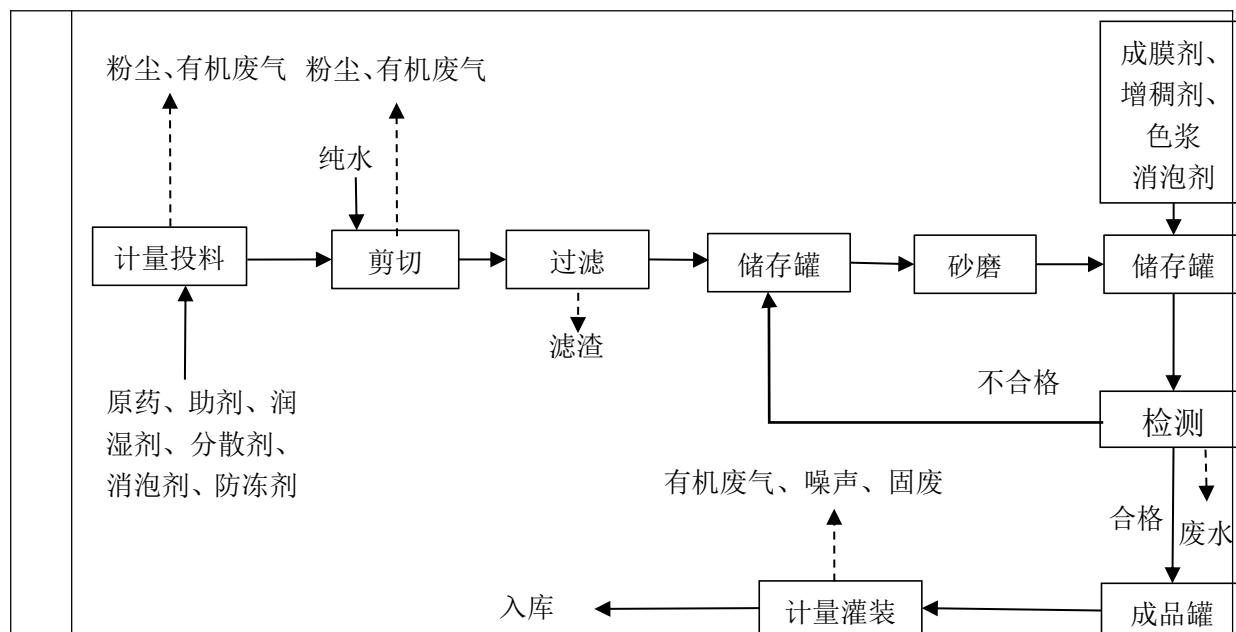 粉尘、有机废气
粉尘、有机废气
成膜剂、
增稠剂、
色浆
消泡剂
纯水
计量投料
剪切
过滤
储存罐
砂磨
储存罐
滤渣
原药、助剂、润
湿剂、分散剂、
消泡剂、防冻剂
不合格
检测
有机废气、噪声、固废
合格
废水
入库
计量灌装
成品罐